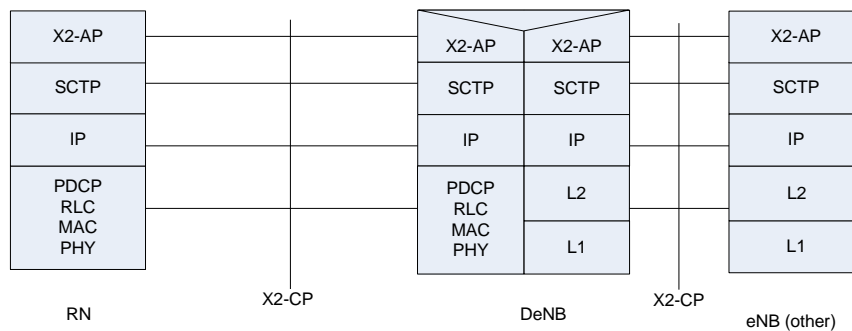 X2-AP
SCTP
IP
PDCP
RLC
MAC
PHY
RN
X2-CP
X2-AP X2-AP
SCTP SCTP
IP IP
PDCP
RLC
MAC
PHY
L2
L1
DeNB
X2-CP
X2-AP
SCTP
IP
L2
L1
eNB (other)